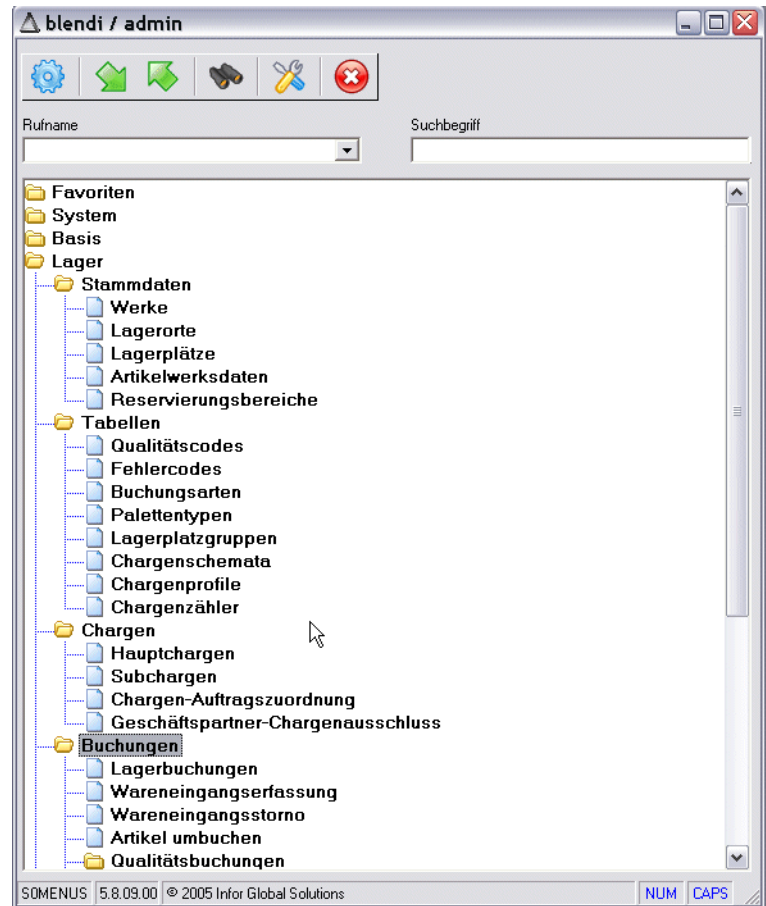 blendi / admin
Rufname Suchbegriff
Favoriten
System
Basis
Lager
Stammdaten
Werke
Lagerorte
Lagerplätze
Artikelwerksdaten
Reservierungsbereiche
Tabellen
Qualitätscodes
Fehlercodes
Buchungsarten
Palettentypen
Lagerplatzgruppen
Chargenschemata
Chargenprofile
Chargenzähler
Chargen
Hauptchargen
Subchargen
Chargen-Auftragszuordnung
Geschäftspartner-Chargenausschluss
Buchungen
Lagerbuchungen
Wareneingangserfassung
Wareneingangsstorno
Artikel umbuchen
Qualitätsbuchungen
S0MENUS 5.8.09.00 © 2005 Infor Global Solutions NUM CAPS